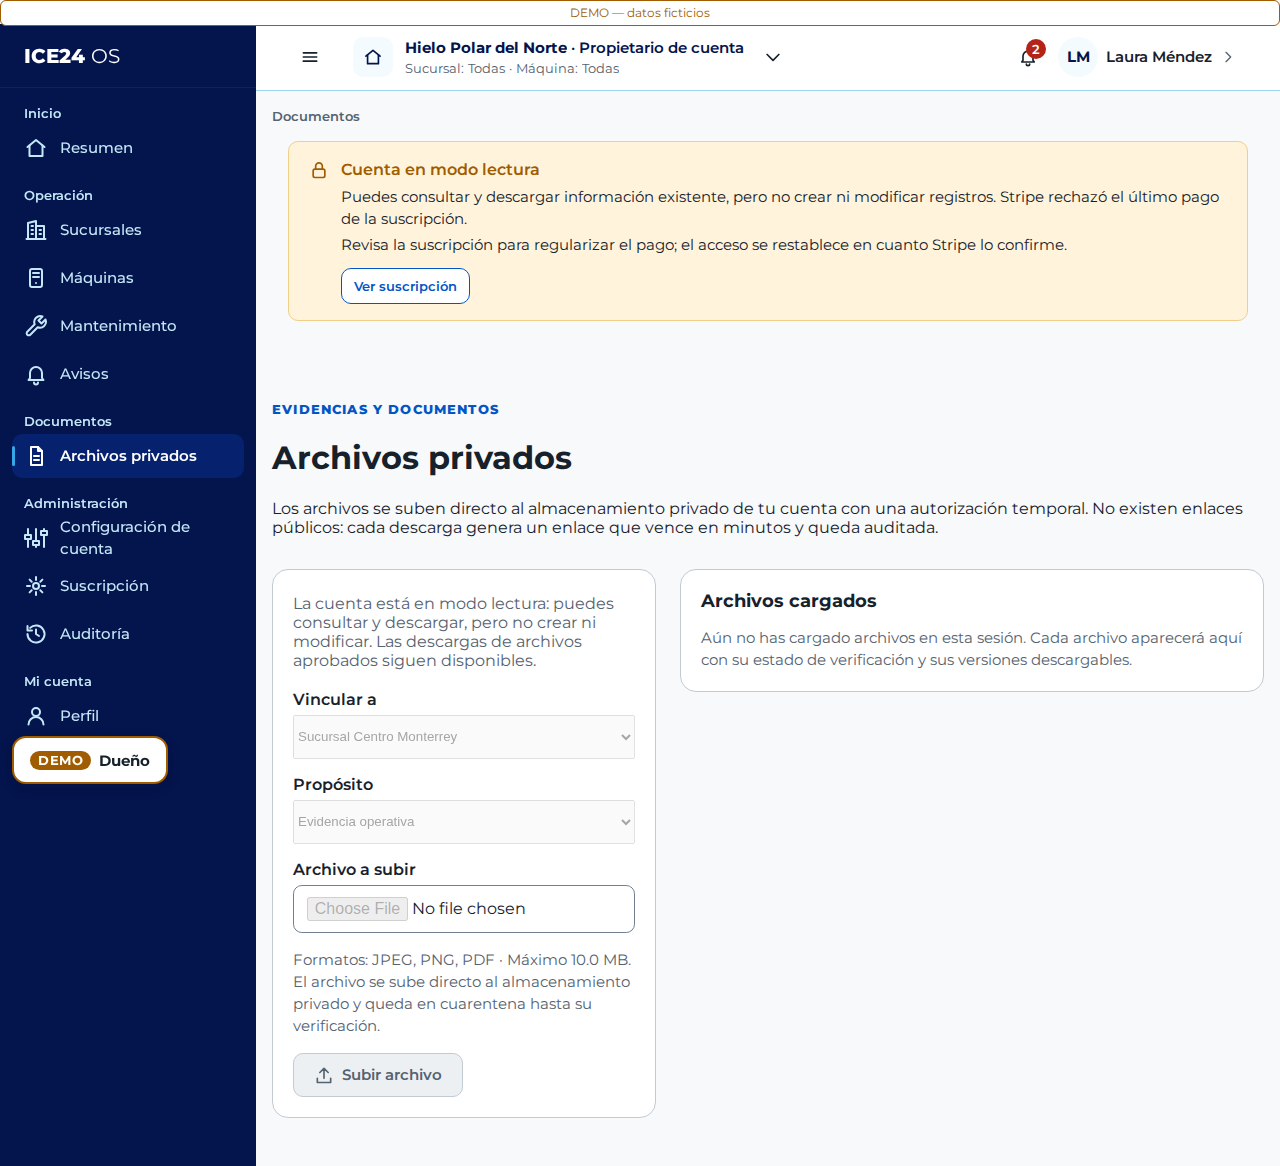 DEMO — datos ficticios
ICE24 OS
Inicio
Resumen
Operación
Sucursales
Máquinas
Mantenimiento
Avisos
Documentos
Archivos privados
Administración
Configuración de
cuenta
Suscripción
Auditoría
Mi cuenta
Perfil
DEMO Dueño
Hielo Polar del Norte · Propietario de cuenta
Sucursal: Todas · Máquina: Todas
2
LM Laura Méndez
Documentos
Cuenta en modo lectura
Puedes consultar y descargar información existente, pero no crear ni modificar registros. Stripe rechazó el último pago
de la suscripción.
Revisa la suscripción para regularizar el pago; el acceso se restablece en cuanto Stripe lo confirme.
Ver suscripción
EVIDENCIAS Y DOCUMENTOS
Archivos privados
Los archivos se suben directo al almacenamiento privado de tu cuenta con una autorización temporal. No existen enlaces
públicos: cada descarga genera un enlace que vence en minutos y queda auditada.
La cuenta está en modo lectura: puedes
consultar y descargar, pero no crear ni
modificar. Las descargas de archivos
aprobados siguen disponibles.
Vincular a
Sucursal Centro Monterrey
Propósito
Evidencia operativa
Archivo a subir
Choose File No file chosen
Formatos: JPEG, PNG, PDF · Máximo 10.0 MB.
El archivo se sube directo al almacenamiento
privado y queda en cuarentena hasta su
verificación.
Subir archivo
Archivos cargados
Aún no has cargado archivos en esta sesión. Cada archivo aparecerá aquí
con su estado de verificación y sus versiones descargables.